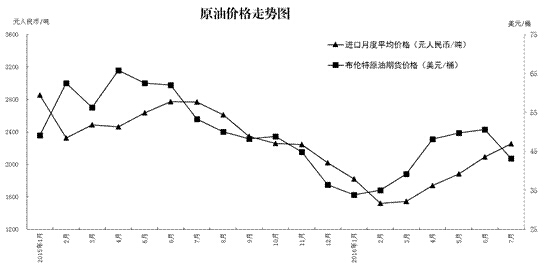 原油价格走势图
元人民币/吨
美元/桶
进口月度平均价格（元人民币/吨）
布伦特原油期货价格（美元/桶）
3600
3200
2800
2400
2000
1600
1200
75
65
55
45
35
25
2015年1月
2月
3月
4月
5月
6月
7月
8月
9月
10月
11月
12月
2016年1月
2月
3月
4月
5月
6月
7月